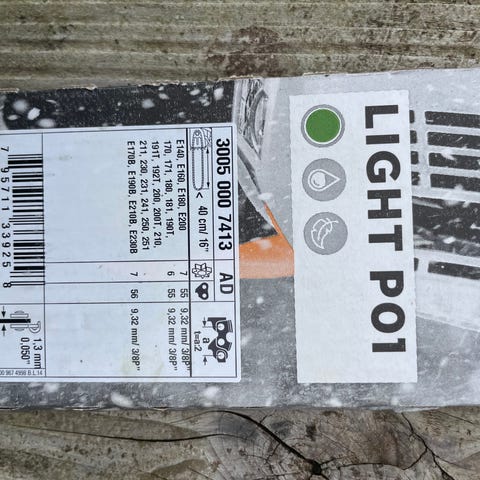 LIGHT P01
3005 000 7413 AD
< 40 cm/ 16"
t=a:2
a
E140, E160, E180, E200 7 55 9,32 mm/ 3/8P"
170, 171, 180, 181, 190T, 6 55 9,32 mm/ 3/8P"
191T, 192T, 200, 200T, 210,
211, 230, 231, 241, 250, 251
E170B, E190B, E210B, E230B 7 56 9,32 mm/ 3/8P"
1,3 mm
0.050"
7 95711 33925 8